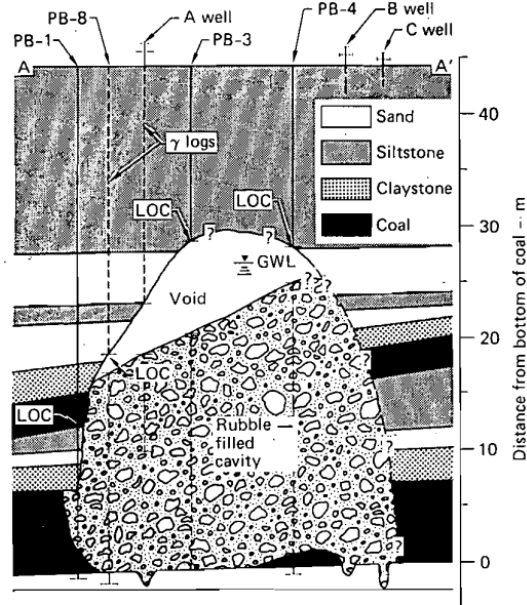 PB-8
A well
PB-4
B well
PB-1
PB-3
C well
A
A'
Sand
Siltstone
Claystone
Coal
γ logs
LOC
LOC
?
?
GWL
Void
?
?
?
?
LOC
LOC
Rubble
filled
cavity
?
40
30
20
10
0
Distance from bottom of coal – m